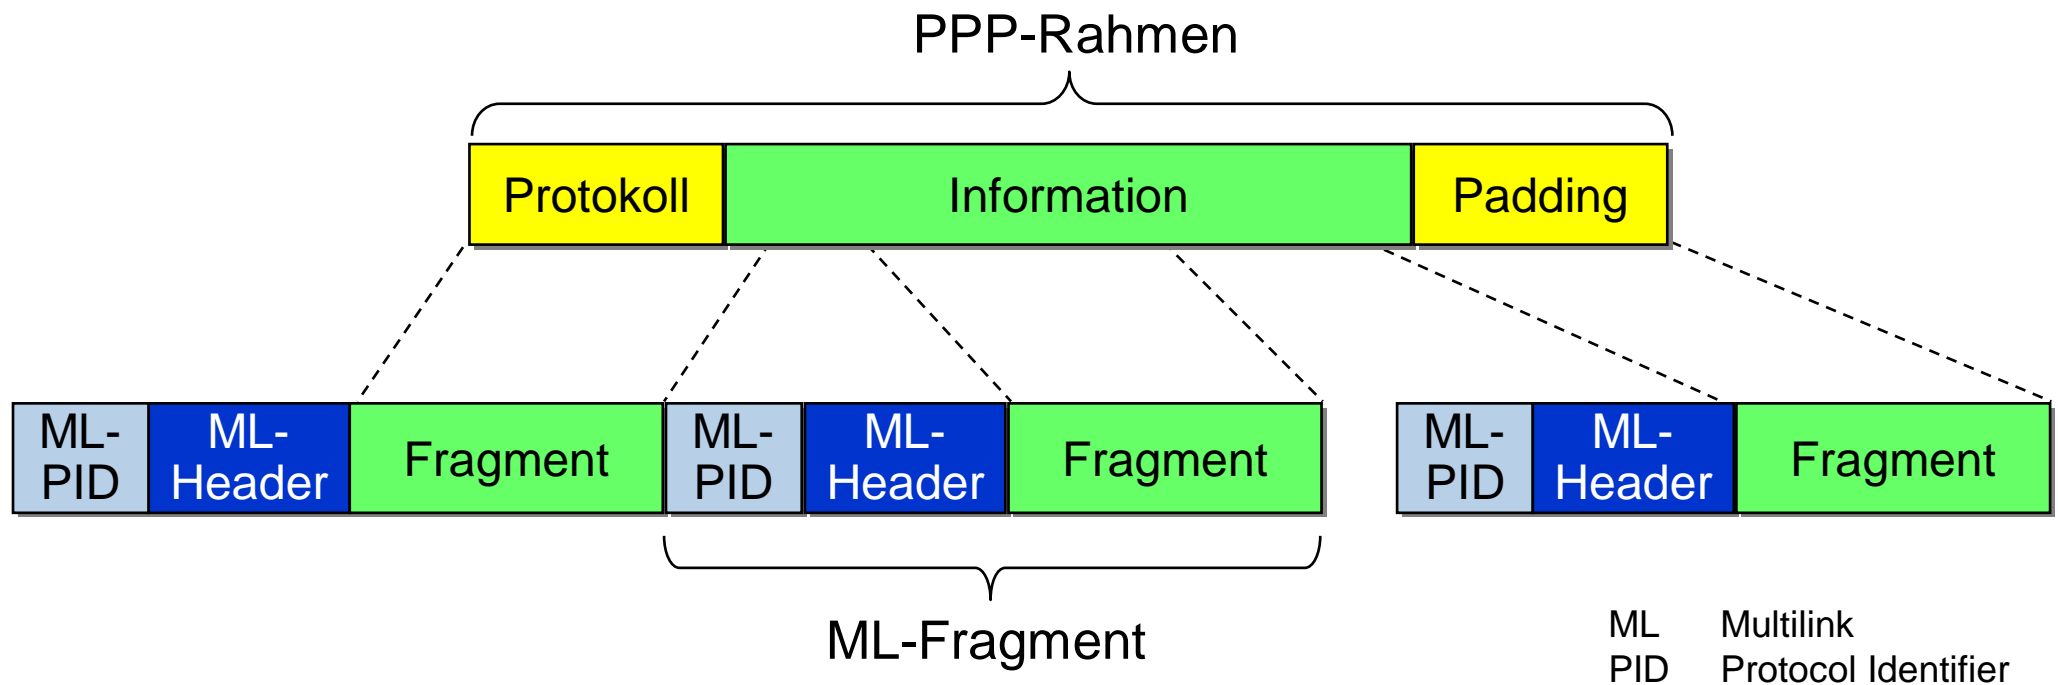 PPP-Rahmen
Protokoll Information Padding
ML-PID ML-Header Fragment ML-PID ML-Header Fragment ML-PID ML-Header Fragment
ML-Fragment
ML Multilink
PID Protocol Identifier